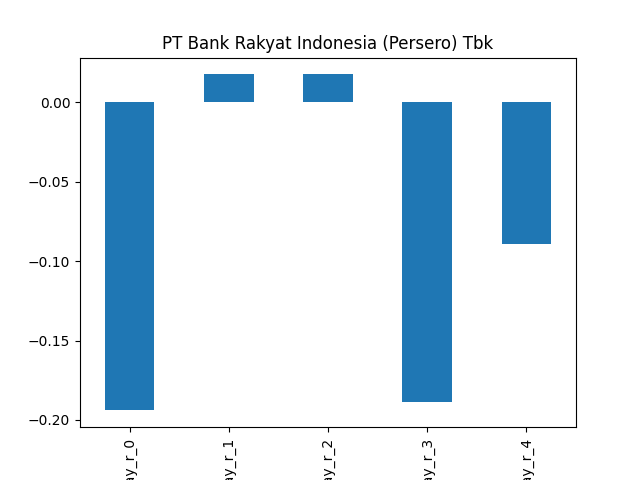 PT Bank Rakyat Indonesia (Persero) Tbk
0.00
−0.05
−0.10
−0.15
−0.20
ay_r_0
ay_r_1
ay_r_2
ay_r_3
ay_r_4